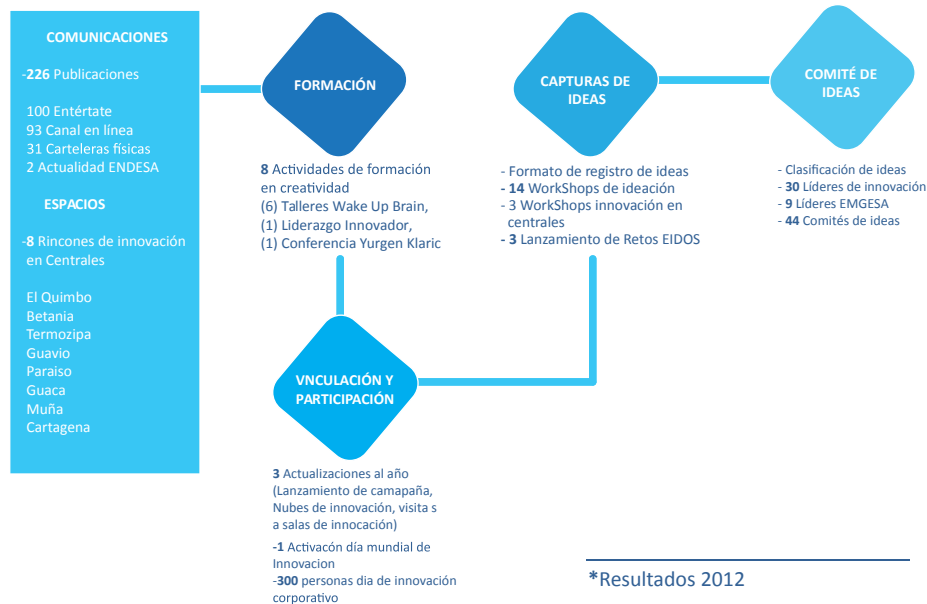 COMUNICACIONES
-226 Publicaciones
100 Entértate
93 Canal en línea
31 Carteleras físicas
2 Actualidad ENDESA
ESPACIOS
-8 Rincones de innovación
en Centrales
El Quimbo
Betania
Termozipa
Guavio
Paraiso
Guaca
Muña
Cartagena
FORMACIÓN
8 Actividades de formación
en creatividad
(6) Talleres Wake Up Brain,
(1) Liderazgo Innovador,
(1) Conferencia Yurgen Klaric
VNCULACIÓN Y
PARTICIPACIÓN
3 Actualizaciones al año
(Lanzamiento de camapaña,
Nubes de innovación, visita s
a salas de innocación)
-1 Activacón día mundial de
Innovacion
-300 personas dia de innovación
corporativo
CAPTURAS DE
IDEAS
- Formato de registro de ideas
- 14 WorkShops de ideación
- 3 WorkShops innovación en
centrales
- 3 Lanzamiento de Retos EIDOS
COMITÉ DE
IDEAS
- Clasificación de ideas
- 30 Líderes de innovación
- 9 Líderes EMGESA
- 44 Comités de ideas
*Resultados 2012